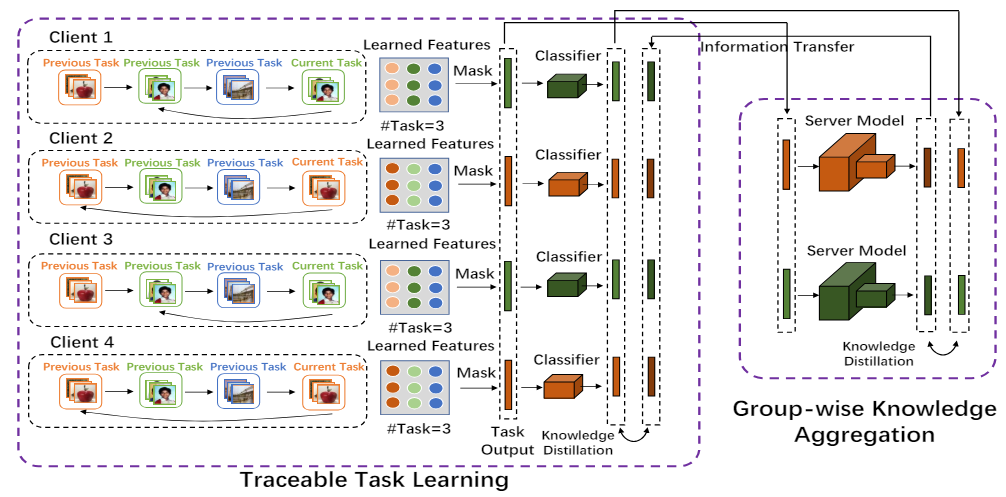 Client 1
Previous Task Previous Task Previous Task Current Task
Learned Features
Mask
Classifier
Information Transfer
#Task=3
Client 2
Previous Task Previous Task Previous Task Current Task
Learned Features
Mask
Classifier
#Task=3
Client 3
Previous Task Previous Task Previous Task Current Task
Learned Features
Mask
Classifier
#Task=3
Client 4
Previous Task Previous Task Previous Task Current Task
Learned Features
Mask
Classifier
#Task=3
Task
Output
Knowledge
Distillation
Traceable Task Learning
Server Model
Server Model
Knowledge
Distillation
Group-wise Knowledge
Aggregation